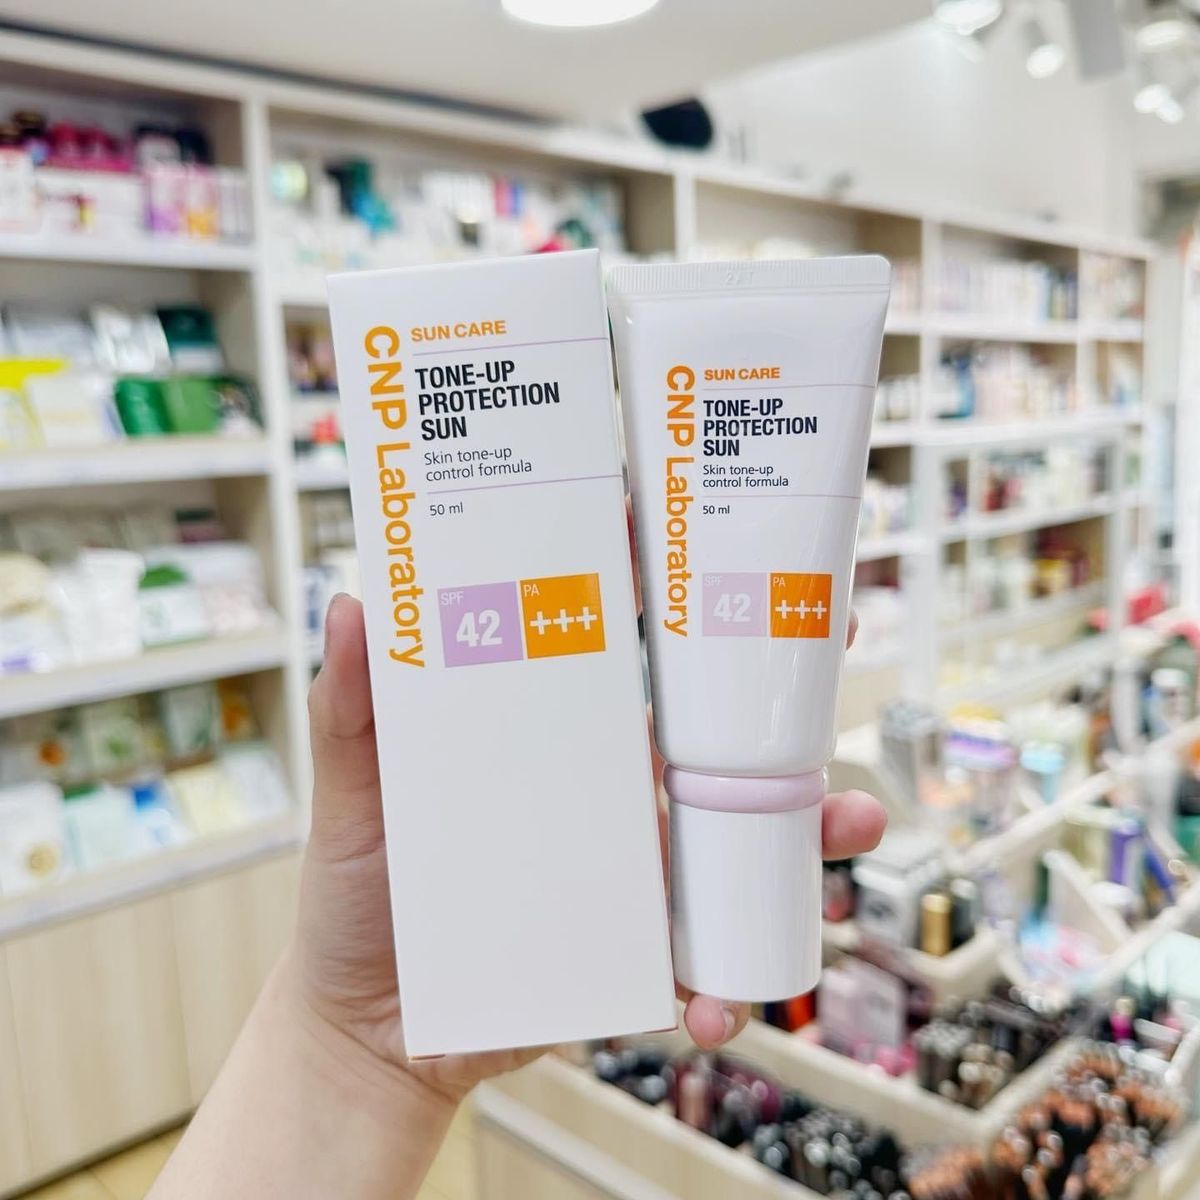 CNP Laboratory
SUN CARE
TONE-UP
PROTECTION
SUN
Skin tone-up
control formula
50 ml
SPF
42
PA
+++
CNP Laboratory
SUN CARE
TONE-UP
PROTECTION
SUN
Skin tone-up
control formula
50 ml
SPF
42
PA
+++